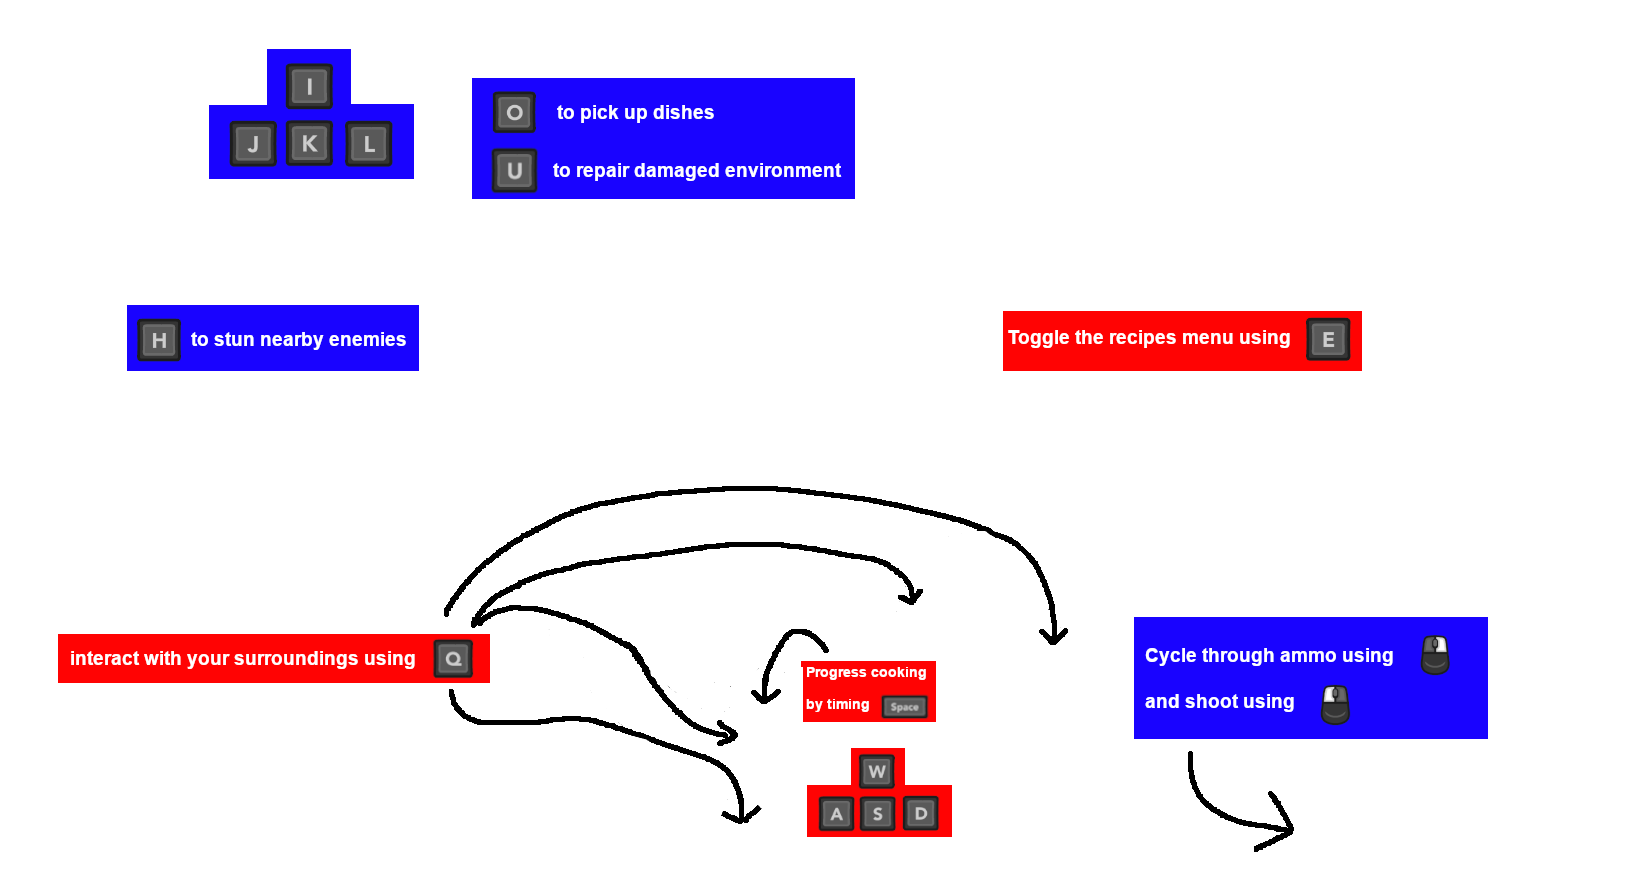 I
J K L
O to pick up dishes
U to repair damaged environment
H to stun nearby enemies
Toggle the recipes menu using E
interact with your surroundings using Q
Progress cooking
by timing Space
W
A S D
Cycle through ammo using
and shoot using